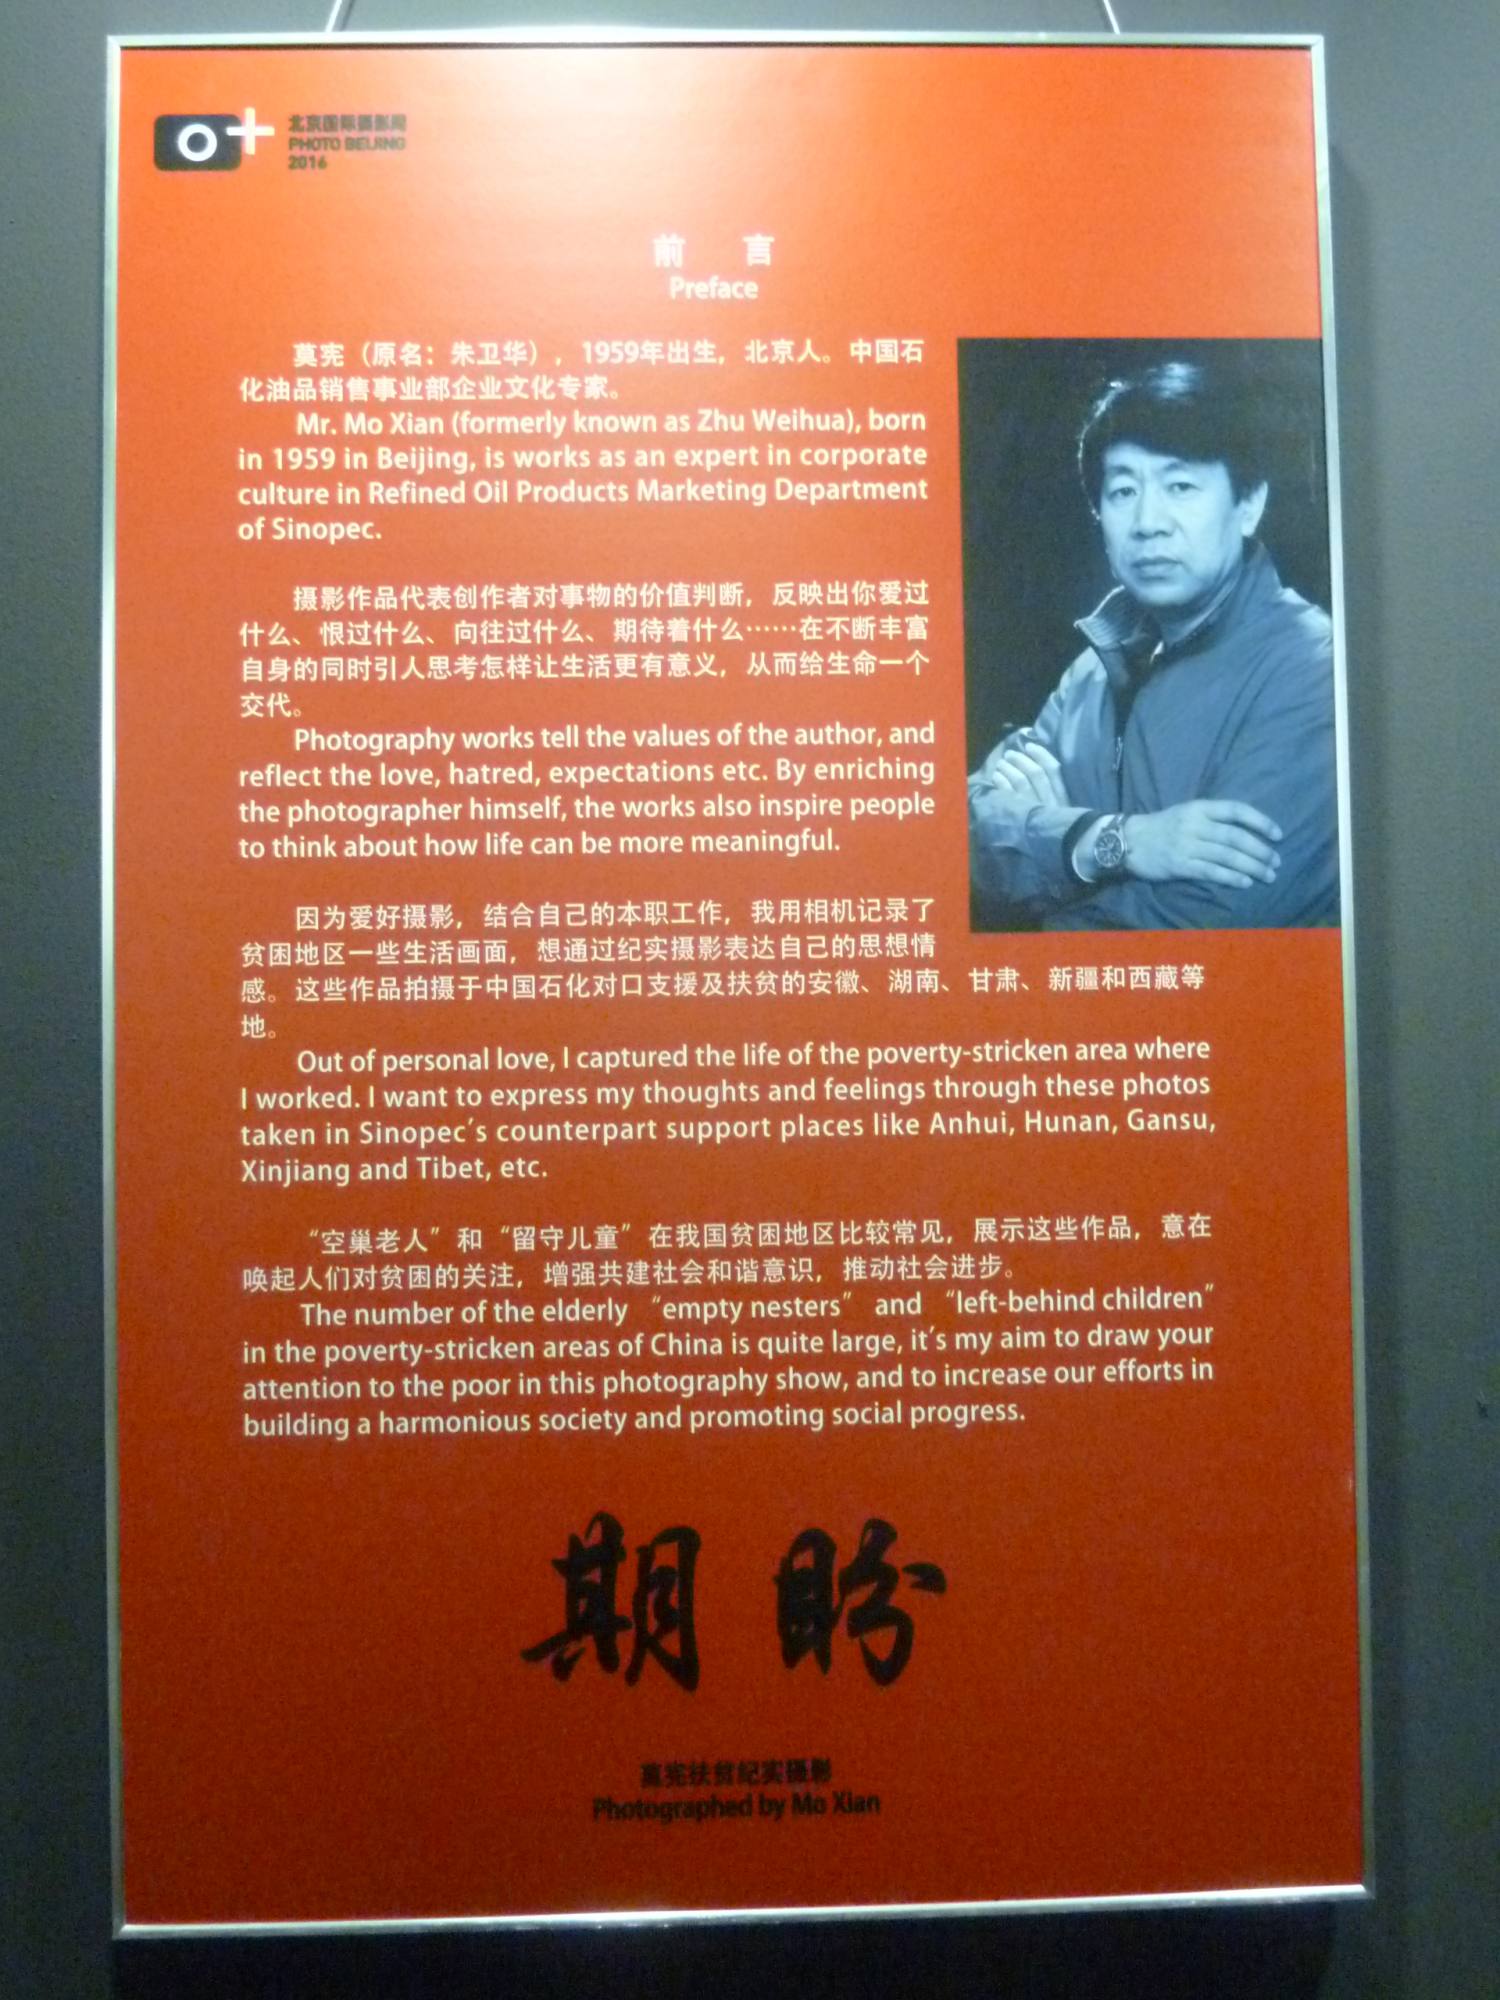 北京国际摄影周
PHOTO BEIJING
2016
前 言
Preface
莫宪（原名：朱卫华），1959年出生，北京人。中国石
化油品销售事业部企业文化专家。
Mr. Mo Xian (formerly known as Zhu Weihua), born
in 1959 in Beijing, is works as an expert in corporate
culture in Refined Oil Products Marketing Department
of Sinopec.
摄影作品代表创作者对事物的价值判断，反映出你爱过
什么、恨过什么、向往过什么、期待着什么……在不断丰富
自身的同时引人思考怎样让生活更有意义，从而给生命一个
交代。
Photography works tell the values of the author, and
reflect the love, hatred, expectations etc. By enriching
the photographer himself, the works also inspire people
to think about how life can be more meaningful.
因为爱好摄影，结合自己的本职工作，我用相机记录了
贫困地区一些生活画面，想通过纪实摄影表达自己的思想情
感。这些作品拍摄于中国石化对口支援及扶贫的安徽、湖南、甘肃、新疆和西藏等
地。
Out of personal love, I captured the life of the poverty-stricken area where
I worked. I want to express my thoughts and feelings through these photos
taken in Sinopec's counterpart support places like Anhui, Hunan, Gansu,
Xinjiang and Tibet, etc.
“空巢老人”和“留守儿童”在我国贫困地区比较常见，展示这些作品，意在
唤起人们对贫困的关注，增强共建社会和谐意识，推动社会进步。
The number of the elderly “empty nesters” and “left-behind children”
in the poverty-stricken areas of China is quite large, it's my aim to draw your
attention to the poor in this photography show, and to increase our efforts in
building a harmonious society and promoting social progress.
期盼
莫宪扶贫纪实摄影
Photographed by Mo Xian